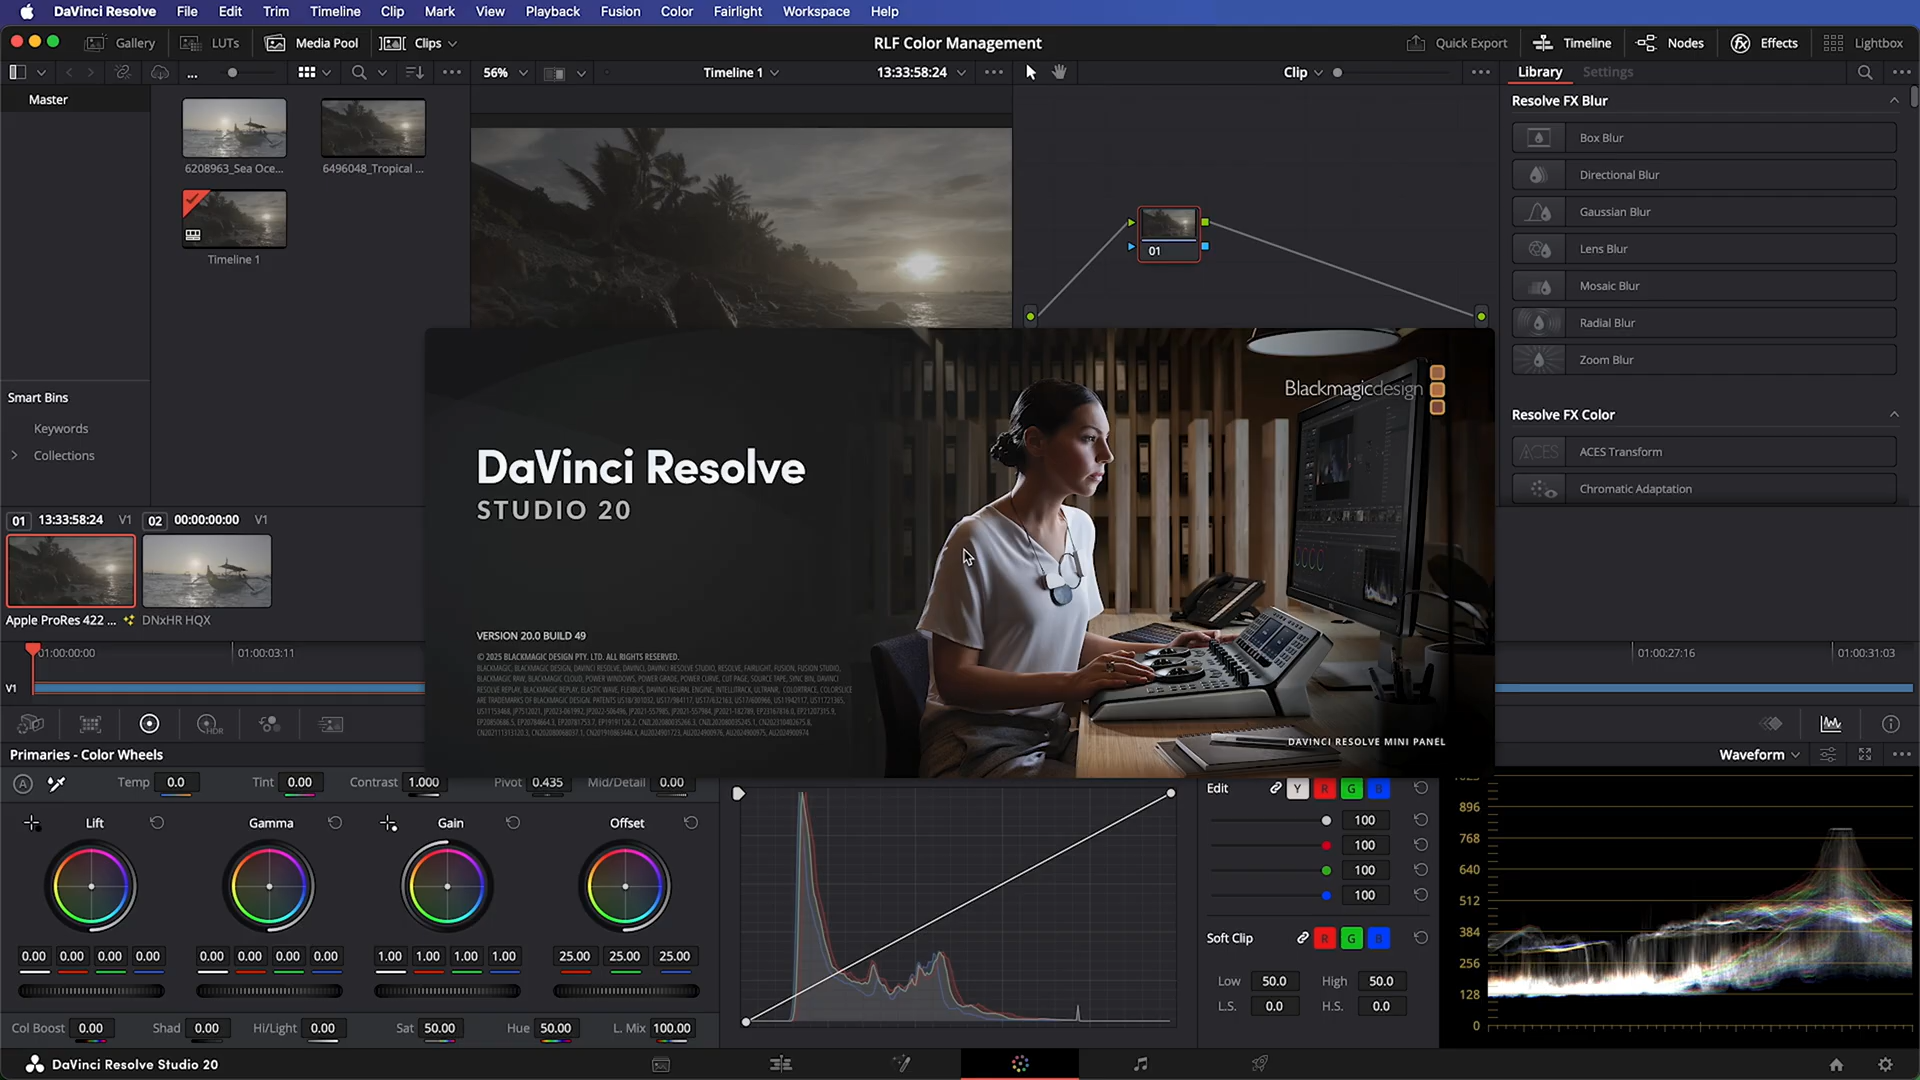 DaVinci Resolve File Edit Trim Timeline Clip Mark View Playback Fusion Color Fairlight Workspace Help
Gallery LUTs Media Pool Clips RLF Color Management Quick Export Timeline Nodes Effects Lightbox
... 56% Timeline 1 13:33:58:24 Clip Library Settings
Master
Resolve FX Blur
Box Blur
6208963_Sea Oce... 6496048_Tropical ...
Directional Blur
Gaussian Blur
01
Lens Blur
Timeline 1
Mosaic Blur
Radial Blur
Zoom Blur
Blackmagicdesign
Smart Bins
Resolve FX Color
Keywords
Collections
ACES
ACES Transform
DaVinci Resolve
Chromatic Adaptation
STUDIO 20
01 13:33:58:24 V1 02 00:00:00:00 V1
Apple ProRes 422 ... DNxHR HQX
VERSION 20.0 BUILD 49
© 2025 BLACKMAGIC DESIGN PTY. LTD. ALL RIGHTS RESERVED.
01:00:00:00 01:00:03:11 01:00:27:16 01:00:31:03
V1
HDR
DAVINCI RESOLVE MINI PANEL
Primaries - Color Wheels Waveform
A Temp 0.0 Tint 0.00 Contrast 1.000 Pivot 0.435 Mid/Detail 0.00
Edit Y R G B
Lift Gamma Gain Offset
100
100
100
100
Soft Clip R G B
0.00 0.00 0.00 0.00 0.00 0.00 0.00 0.00 1.00 1.00 1.00 1.00 25.00 25.00 25.00
Low 50.0 High 50.0
L.S. 0.0 H.S. 0.0
Col Boost 0.00 Shad 0.00 Hi/Light 0.00 Sat 50.00 Hue 50.00 L. Mix 100.00
896
768
640
512
384
256
128
0
DaVinci Resolve Studio 20